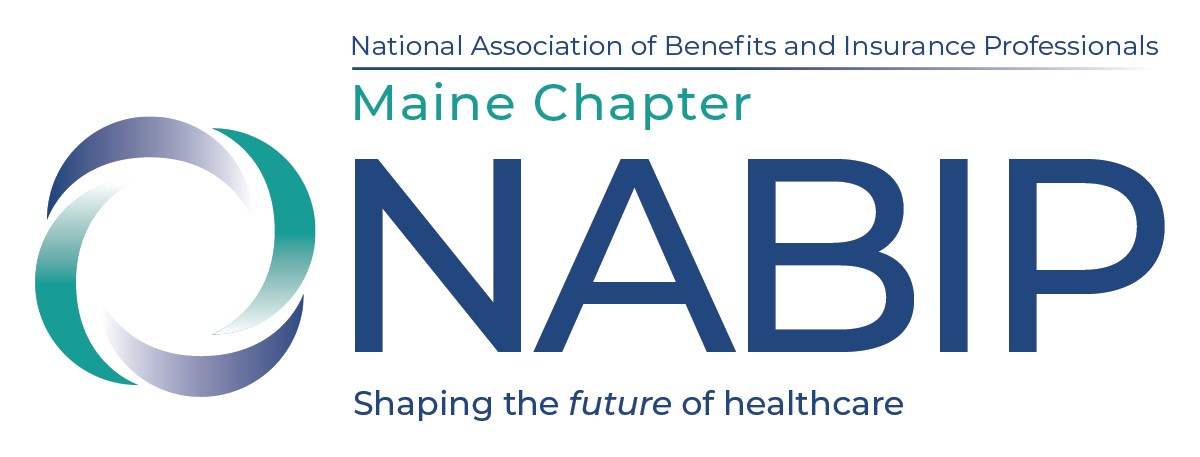 National Association of Benefits and Insurance Professionals
Maine Chapter
NABIP
Shaping the future of healthcare